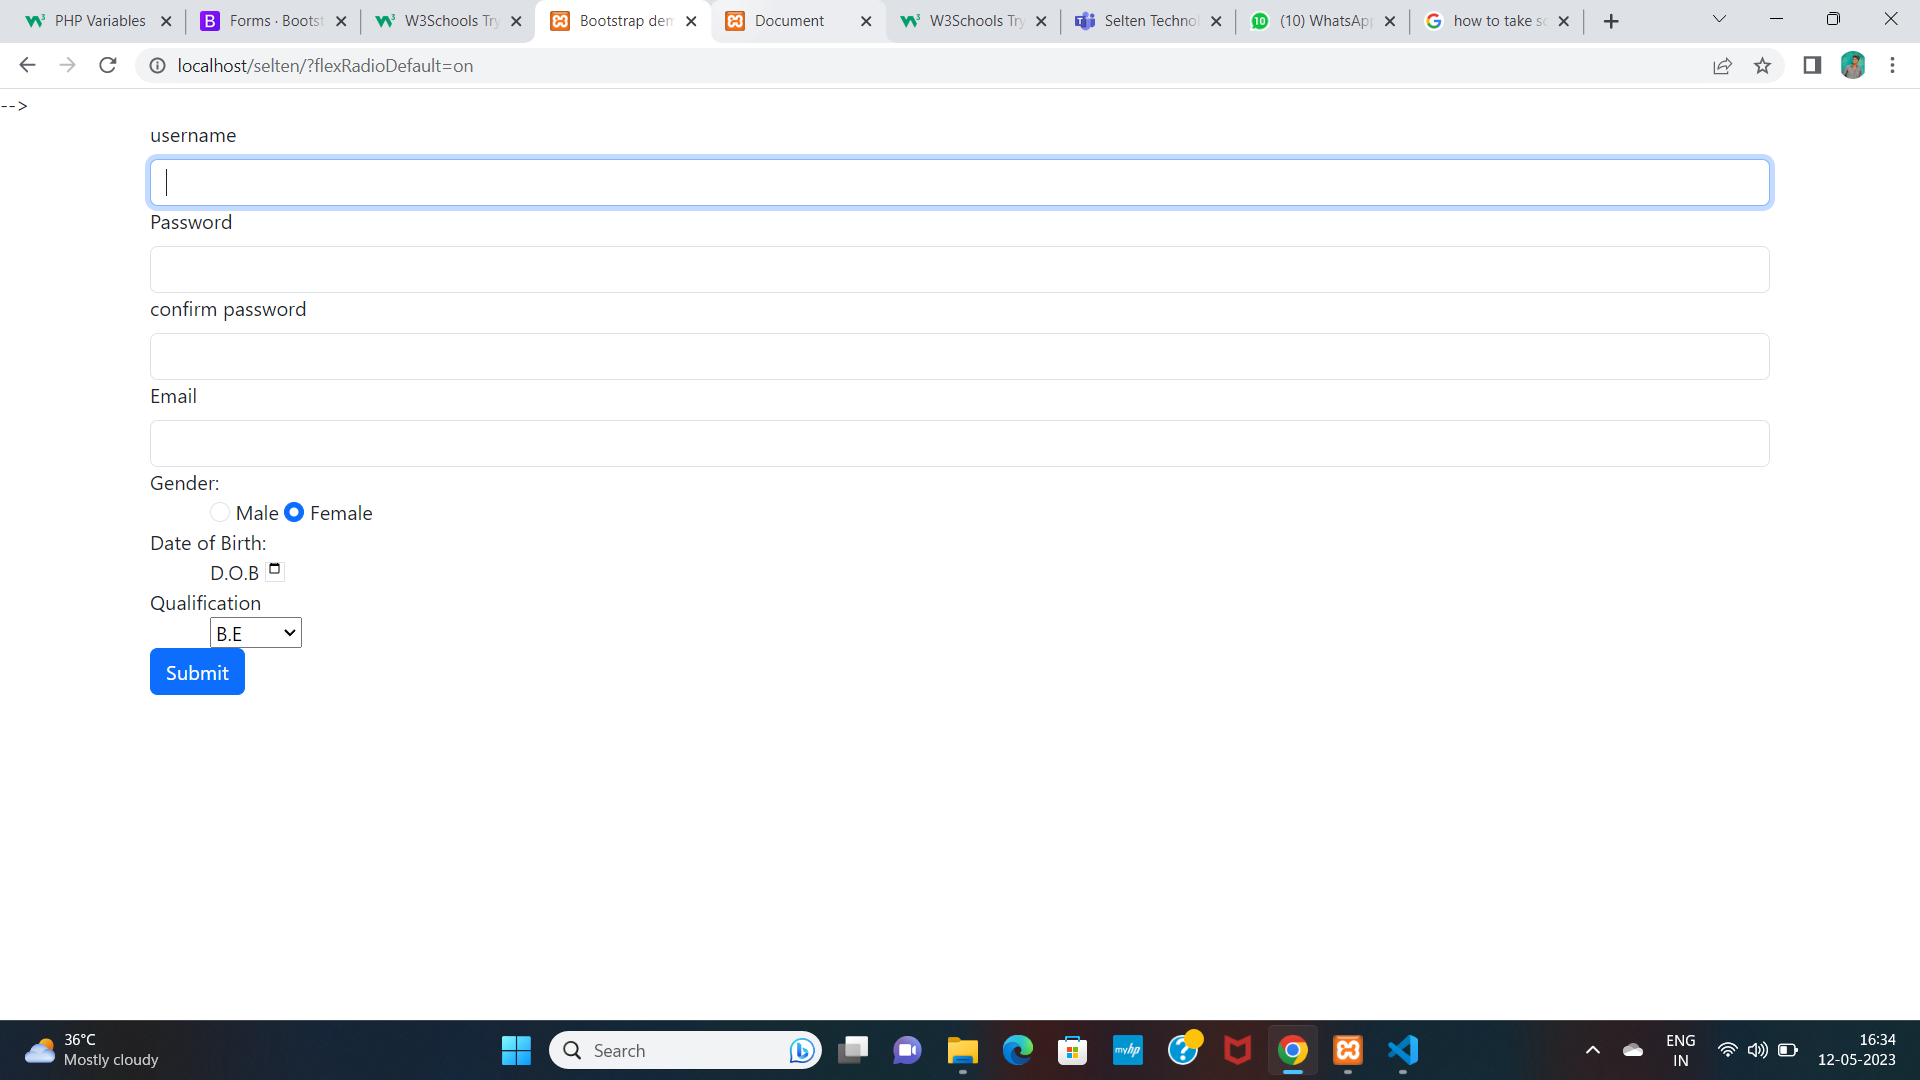 PHP Variables
Forms · Bootst
W3Schools Try
Bootstrap dem
Document
W3Schools Try
Selten Technol
(10) WhatsApp
how to take sc
localhost/selten/?flexRadioDefault=on
-->
username
Password
confirm password
Email
Gender:
Male Female
Date of Birth:
D.O.B
Qualification
B.E
Submit
36°C
Mostly cloudy
Search
myhp
ENG
IN
16:34
12-05-2023